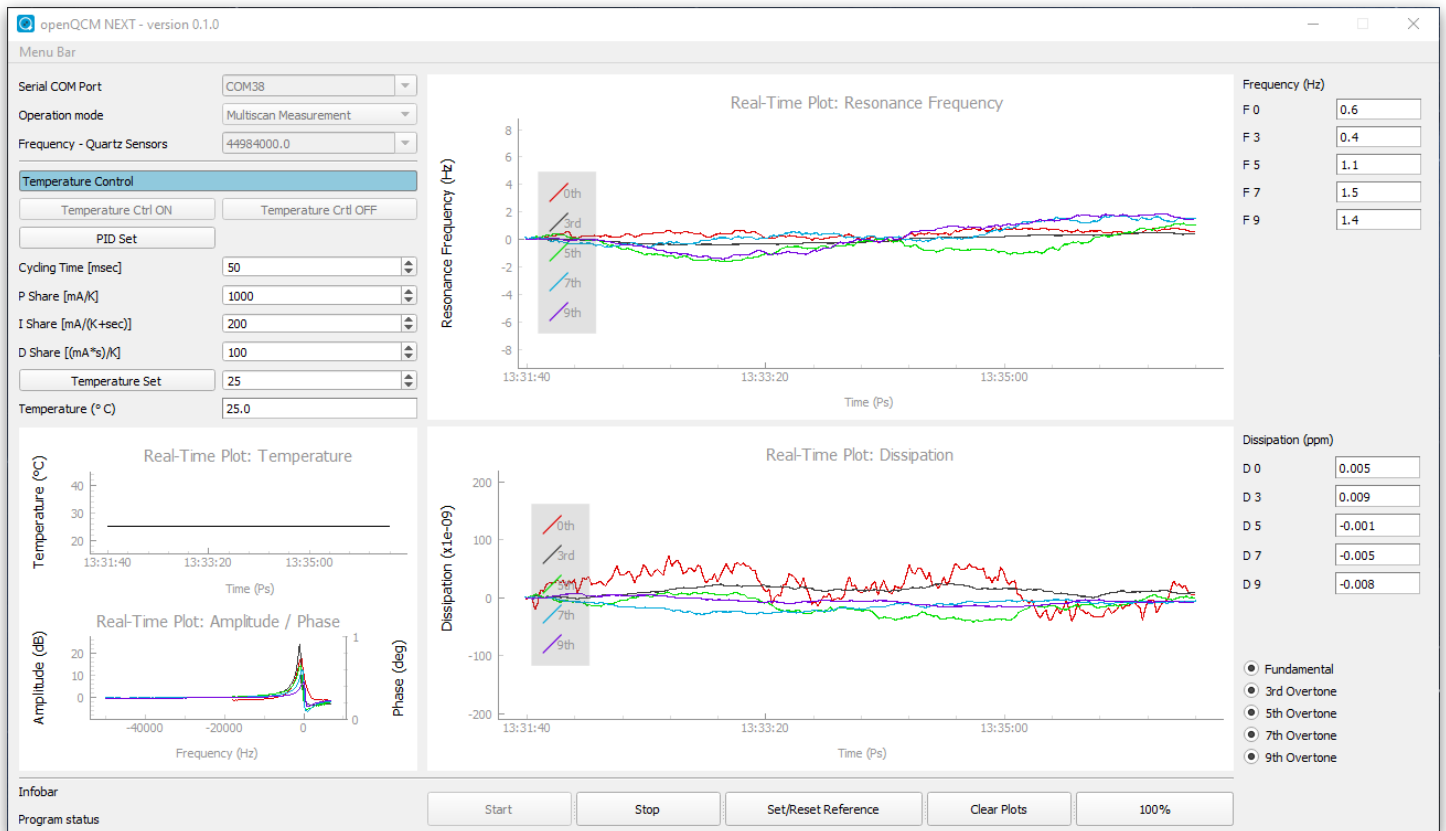 openQCM NEXT - version 0.1.0
Menu Bar
Serial COM Port
COM38
Operation mode
Multiscan Measurement
Frequency - Quartz Sensors
44984000.0
Temperature Control
Temperature Ctrl ON
Temperature Crtl OFF
PID Set
Cycling Time [msec]
50
P Share [mA/K]
1000
I Share [mA/(K+sec)]
200
D Share [(mA*s)/K]
100
Temperature Set
25
Temperature (° C)
25.0
Real-Time Plot: Temperature
Temperature (°C)
40
30
20
13:31:40
13:33:20
13:35:00
Time (Ps)
Real-Time Plot: Amplitude / Phase
Amplitude (dB)
20
10
0
1
0
Phase (deg)
-40000
-20000
0
Frequency (Hz)
Real-Time Plot: Resonance Frequency
Resonance Frequency (Hz)
8
6
4
2
0
-2
-4
-6
-8
0th
3rd
5th
7th
9th
13:31:40
13:33:20
13:35:00
Time (Ps)
Real-Time Plot: Dissipation
Dissipation (x1e-09)
200
100
0
-100
-200
0th
3rd
5th
7th
9th
13:31:40
13:33:20
13:35:00
Time (Ps)
Frequency (Hz)
F 0
0.6
F 3
0.4
F 5
1.1
F 7
1.5
F 9
1.4
Dissipation (ppm)
D 0
0.005
D 3
0.009
D 5
-0.001
D 7
-0.005
D 9
-0.008
Fundamental
3rd Overtone
5th Overtone
7th Overtone
9th Overtone
Infobar
Program status
Start
Stop
Set/Reset Reference
Clear Plots
100%